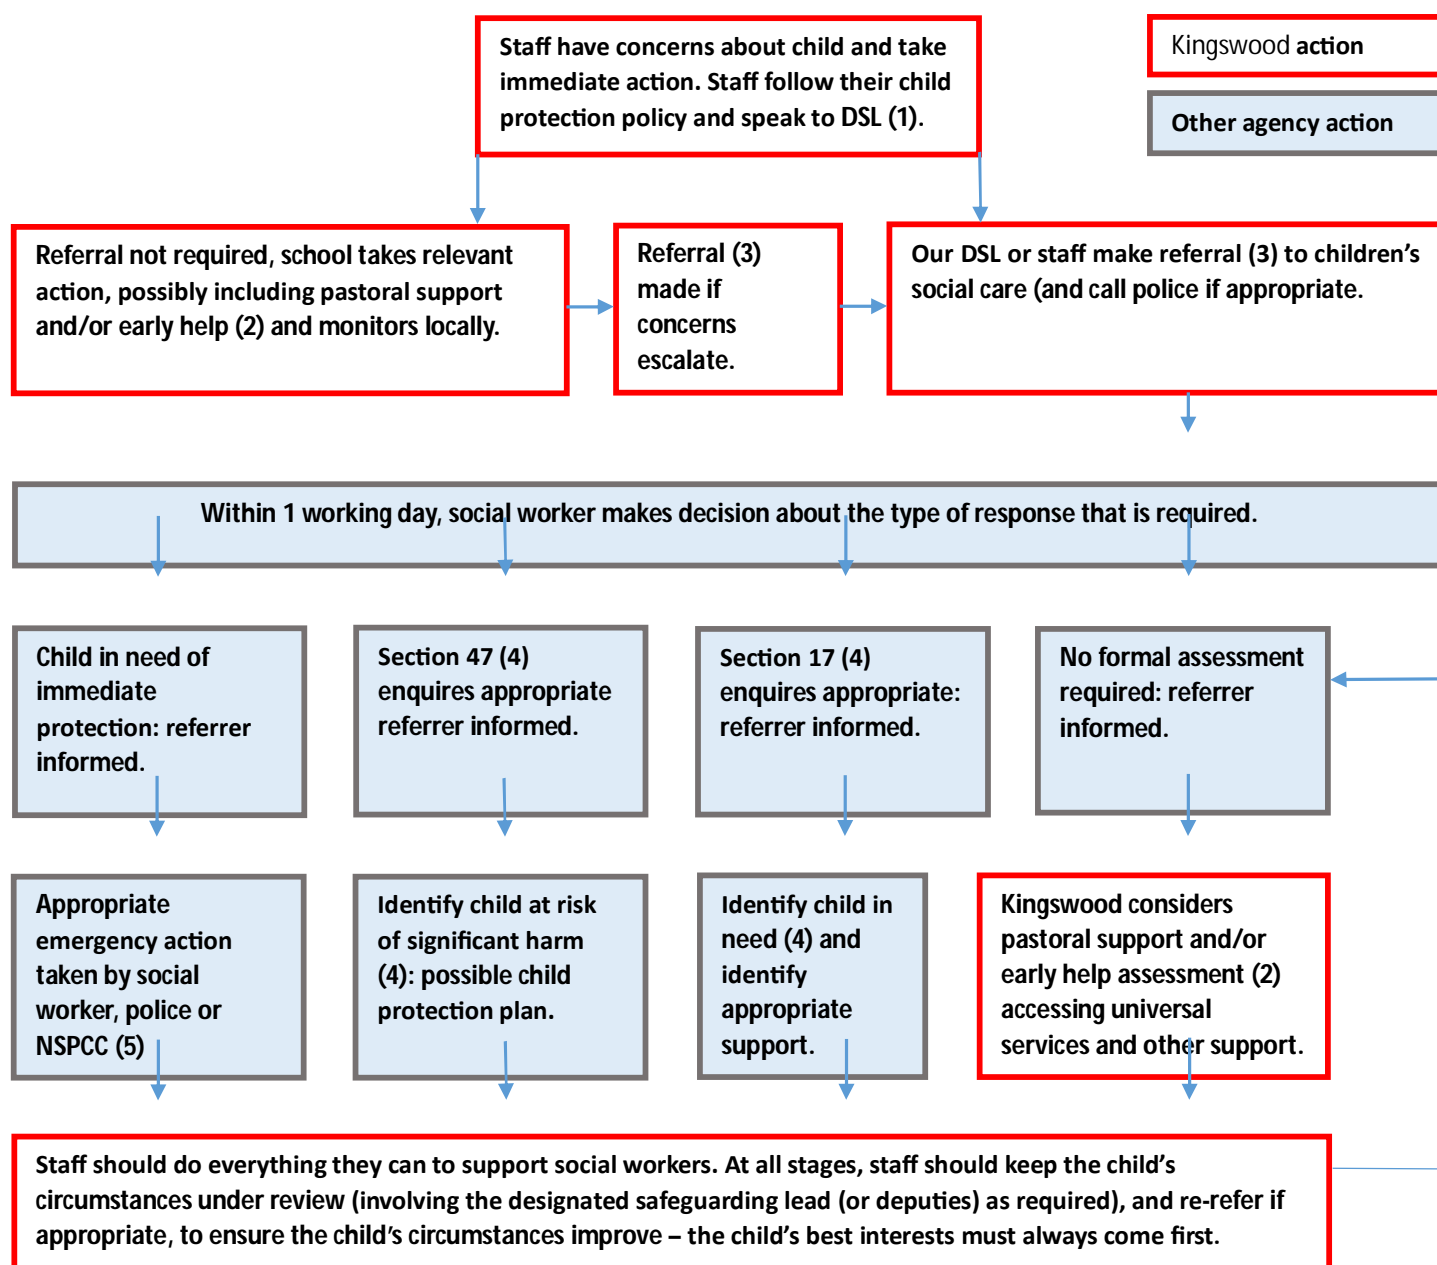 Staff have concerns about child and take
immediate action. Staff follow their child
protection policy and speak to DSL (1).
Kingswood action
Other agency action
Referral not required, school takes relevant
action, possibly including pastoral support
and/or early help (2) and monitors locally.
Referral (3)
made if
concerns
escalate.
Our DSL or staff make referral (3) to children's
social care (and call police if appropriate.
Within 1 working day, social worker makes decision about the type of response that is required.
Child in need of
immediate
protection: referrer
informed.
Section 47 (4)
enquires appropriate
referrer informed.
Section 17 (4)
enquires appropriate:
referrer informed.
No formal assessment
required: referrer
informed.
Appropriate
emergency action
taken by social
worker, police or
NSPCC (5)
Identify child at risk
of significant harm
(4): possible child
protection plan.
Identify child in
need (4) and
identify
appropriate
support.
Kingswood considers
pastoral support and/or
early help assessment (2)
accessing universal
services and other support.
Staff should do everything they can to support social workers. At all stages, staff should keep the child's
circumstances under review (involving the designated safeguarding lead (or deputies) as required), and re-refer if
appropriate, to ensure the child's circumstances improve – the child's best interests must always come first.